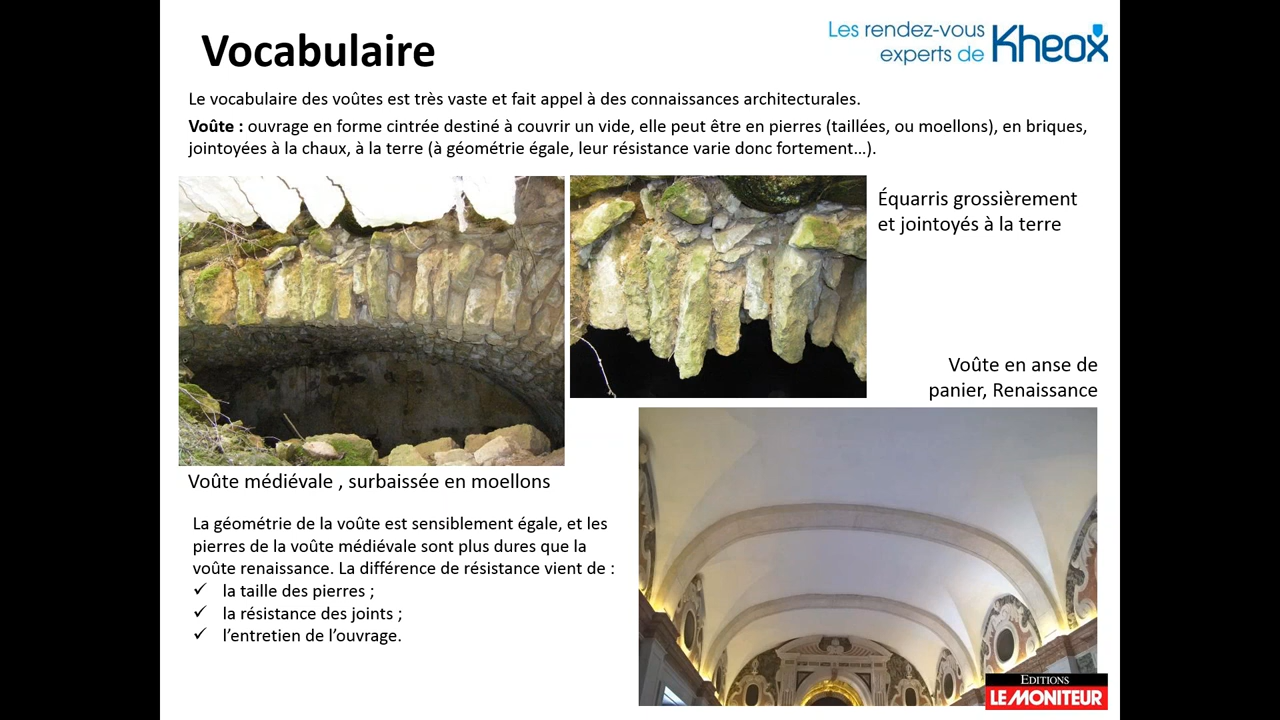 Vocabulaire
Les rendez-vous
experts de Kheox
Le vocabulaire des voûtes est très vaste et fait appel à des connaissances architecturales.
Voûte : ouvrage en forme cintrée destiné à couvrir un vide, elle peut être en pierres (taillées, ou moellons), en briques,
jointoyées à la chaux, à la terre (à géométrie égale, leur résistance varie donc fortement…).
Équarris grossièrement
et jointoyés à la terre
Voûte en anse de
panier, Renaissance
Voûte médiévale , surbaissée en moellons
La géométrie de la voûte est sensiblement égale, et les
pierres de la voûte médiévale sont plus dures que la
voûte renaissance. La différence de résistance vient de :
✓ la taille des pierres ;
✓ la résistance des joints ;
✓ l’entretien de l’ouvrage.
EDITIONS
LE MONITEUR